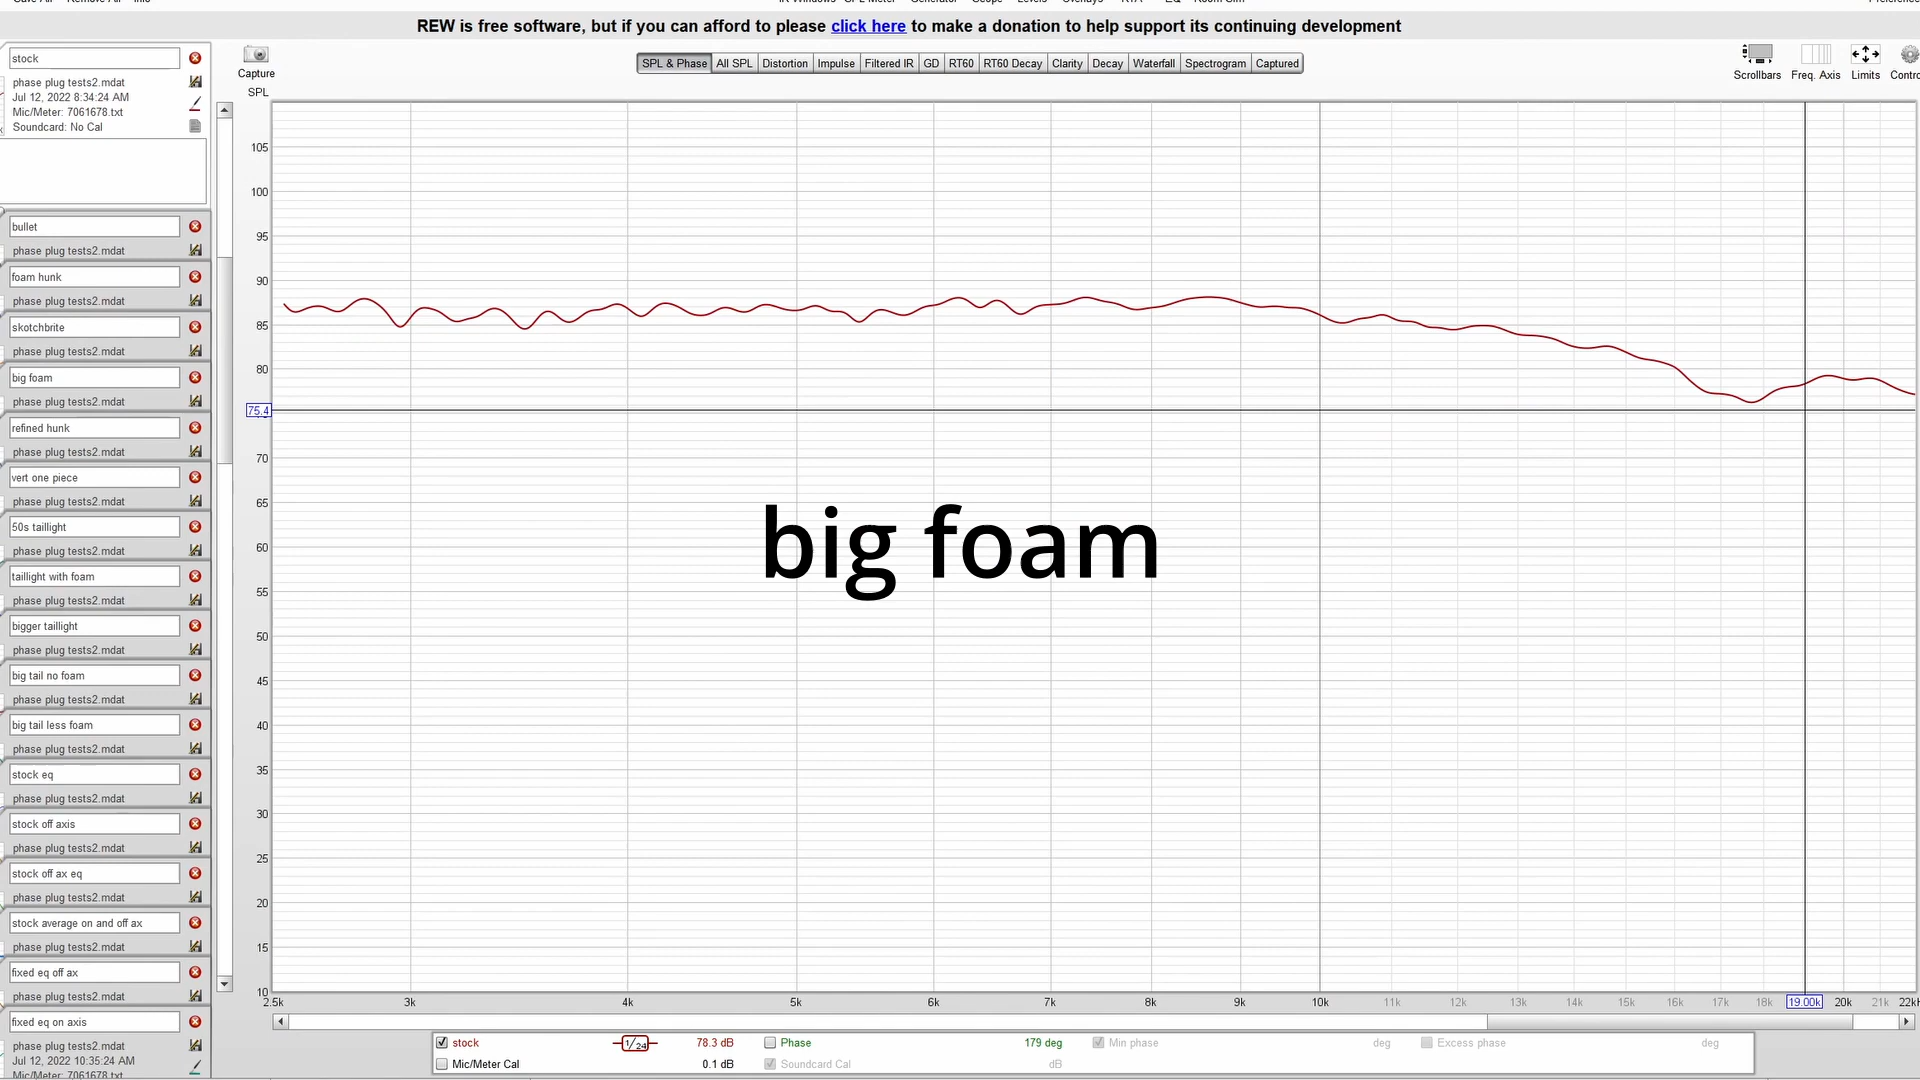 REW is free software, but if you can afford to please click here to make a donation to help support its continuing development
stock
phase plug tests2.mdat
Jul 12, 2022 8:34:24 AM
Mic/Meter: 7061678.txt
Soundcard: No Cal
Capture
SPL & Phase All SPL Distortion Impulse Filtered IR GD RT60 RT60 Decay Clarity Decay Waterfall Spectrogram Captured
Scrollbars Freq. Axis Limits
SPL
bullet
phase plug tests2.mdat
foam hunk
phase plug tests2.mdat
skotchbrite
phase plug tests2.mdat
big foam
phase plug tests2.mdat
refined hunk
phase plug tests2.mdat
vert one piece
phase plug tests2.mdat
50s taillight
phase plug tests2.mdat
taillight with foam
phase plug tests2.mdat
bigger taillight
phase plug tests2.mdat
big tail no foam
phase plug tests2.mdat
big tail less foam
phase plug tests2.mdat
stock eq
phase plug tests2.mdat
stock off axis
phase plug tests2.mdat
stock off ax eq
phase plug tests2.mdat
stock average on and off ax
phase plug tests2.mdat
fixed eq off ax
phase plug tests2.mdat
fixed eq on axis
phase plug tests2.mdat
Jul 12, 2022 10:35:24 AM
Mic/Meter: 7061678.txt
105
100
95
90
85
80
75.4
70
65
60
55
50
45
40
35
30
25
20
15
10
big foam
2.5k 3k 4k 5k 6k 7k 8k 9k 10k 11k 12k 13k 14k 15k 16k 17k 18k 19.00k 20k 21k 22kH
stock 1/24 78.3 dB Phase 179 deg Min phase deg Excess phase deg
Mic/Meter Cal 0.1 dB Soundcard Cal dB